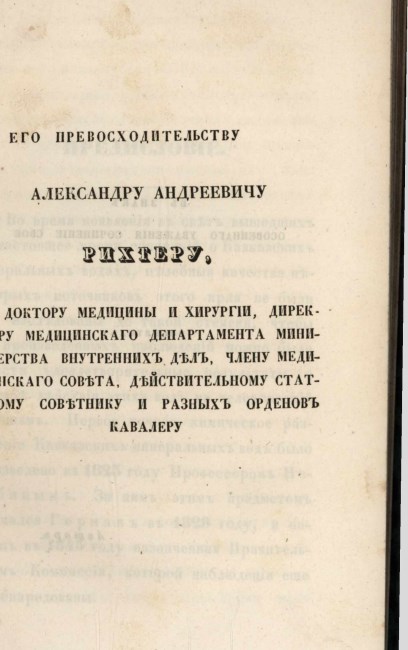 ЕГО ПРЕВОСХОДИТЕЛЬСТВУ
АЛЕКСАНДРУ АНДРЕЕВИЧУ
РИХТЕРУ,
ДОКТОРУ МЕДИЦИНЫ И ХИРУРГІИ, ДИРЕК-
РУ МЕДИЦИНСКАГО ДЕПАРТАМЕНТА МИНИ-
ЕРСТВА ВНУТРЕННИХЪ ДѢЛЪ, ЧЛЕНУ МЕДИ-
НСКАГО СОВѢТА, ДѢЙСТВИТЕЛЬНОМУ СТАТ-
ОМУ СОВѢТНИКУ И РАЗНЫХЪ ОРДЕНОВЪ
КАВАЛЕРУ